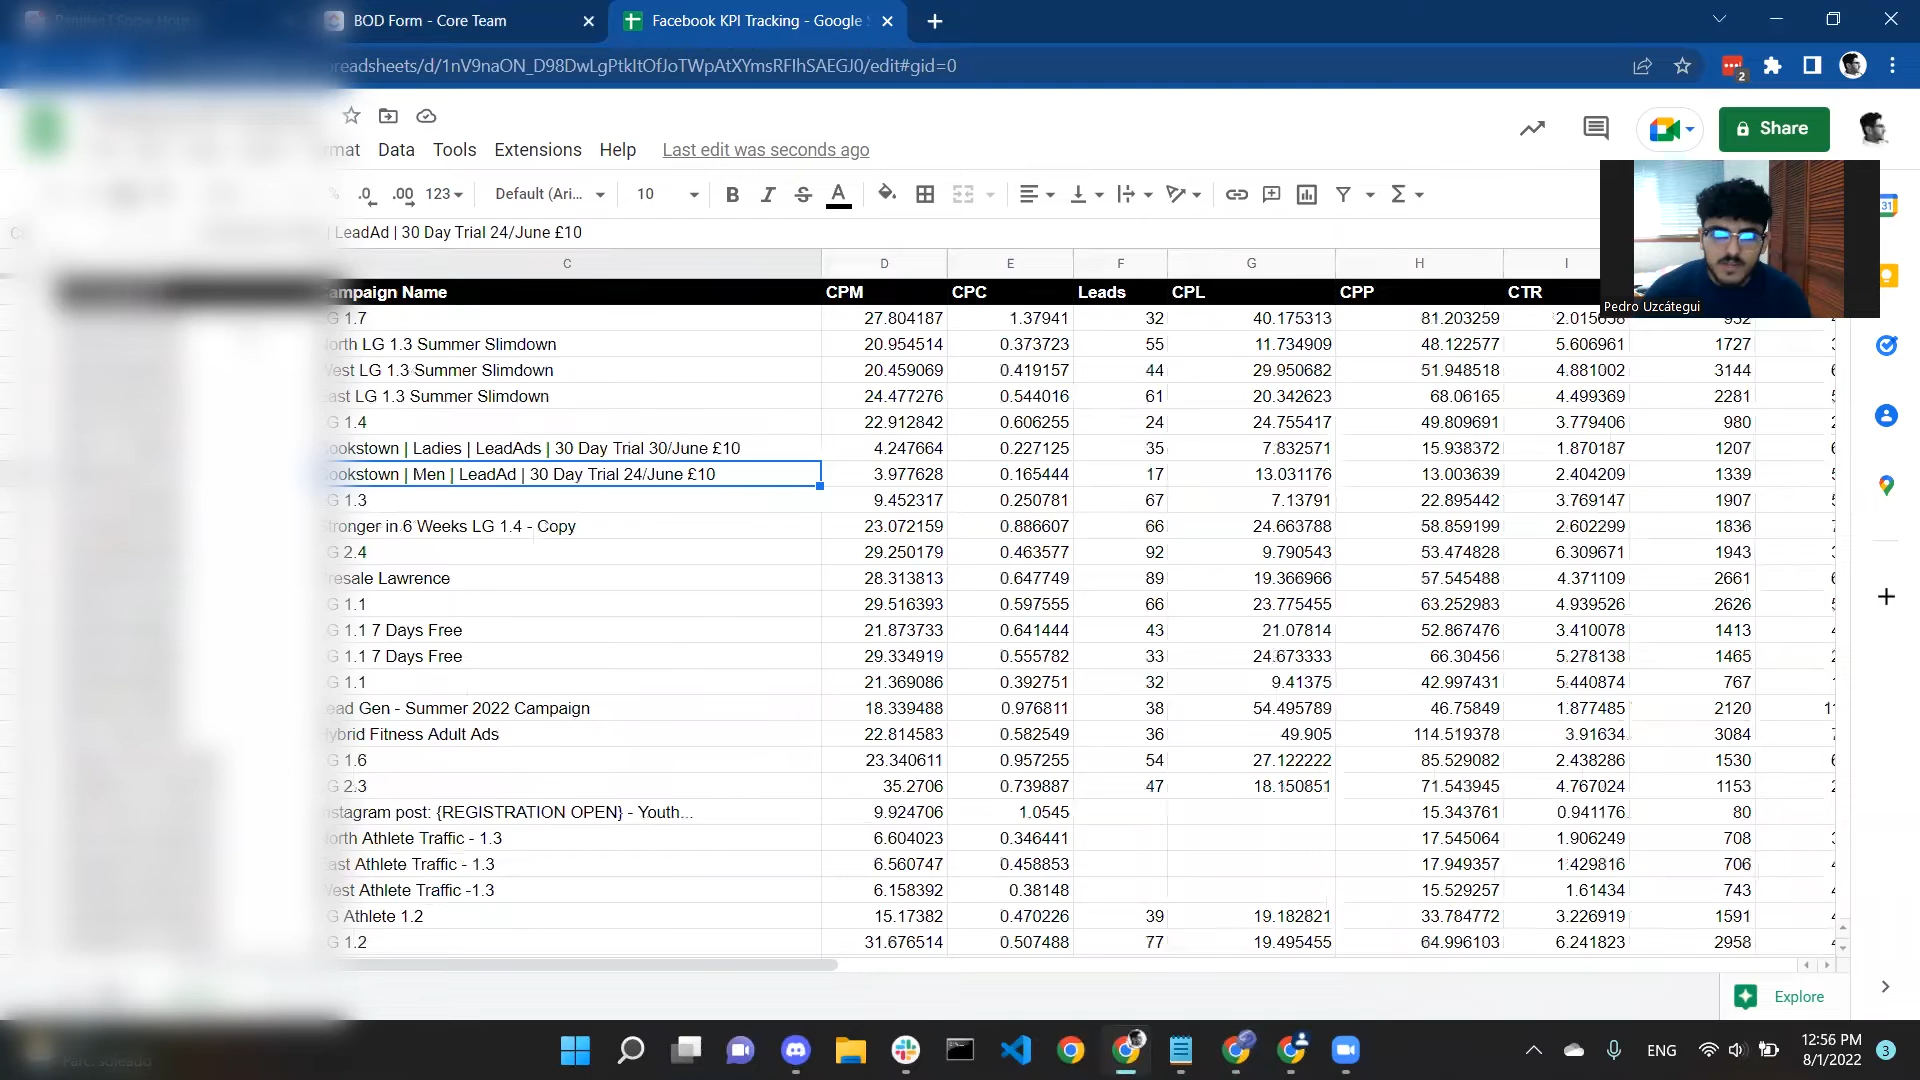 BOD Form - Core Team
Facebook KPI Tracking - Google
readsheets/d/1nV9naON_D98DwLgPtkItOfJoTWpAtXYmsRFIhSAEGJ0/edit#gid=0
2
mat Data Tools Extensions Help Last edit was seconds ago
Share
% .0 .00 123 Default (Ari... 10 B I S A
31
LeadAd | 30 Day Trial 24/June £10
C D E F G H I
ampaign Name CPM CPC Leads CPL CPP CTR
Pedro Uzcátegui
G 1.7 27.804187 1.37941 32 40.175313 81.203259 2.015658 952
orth LG 1.3 Summer Slimdown 20.954514 0.373723 55 11.734909 48.122577 5.606961 1727
Vest LG 1.3 Summer Slimdown 20.459069 0.419157 44 29.950682 51.948518 4.881002 3144
ast LG 1.3 Summer Slimdown 24.477276 0.544016 61 20.342623 68.06165 4.499369 2281
G 1.4 22.912842 0.606255 24 24.755417 49.809691 3.779406 980
ookstown | Ladies | LeadAds | 30 Day Trial 30/June £10 4.247664 0.227125 35 7.832571 15.938372 1.870187 1207
ookstown | Men | LeadAd | 30 Day Trial 24/June £10 3.977628 0.165444 17 13.031176 13.003639 2.404209 1339
G 1.3 9.452317 0.250781 67 7.13791 22.895442 3.769147 1907
tronger in 6 Weeks LG 1.4 - Copy 23.072159 0.886607 66 24.663788 58.859199 2.602299 1836
G 2.4 29.250179 0.463577 92 9.790543 53.474828 6.309671 1943
resale Lawrence 28.313813 0.647749 89 19.366966 57.545488 4.371109 2661
G 1.1 29.516393 0.597555 66 23.775455 63.252983 4.939526 2626
G 1.1 7 Days Free 21.873733 0.641444 43 21.07814 52.867476 3.410078 1413
G 1.1 7 Days Free 29.334919 0.555782 33 24.673333 66.30456 5.278138 1465
G 1.1 21.369086 0.392751 32 9.41375 42.997431 5.440874 767
ead Gen - Summer 2022 Campaign 18.339488 0.976811 38 54.495789 46.75849 1.877485 2120 11
ybrid Fitness Adult Ads 22.814583 0.582549 36 49.905 114.519378 3.91634 3084
G 1.6 23.340611 0.957255 54 27.122222 85.529082 2.438286 1530
G 2.3 35.2706 0.739887 47 18.150851 71.543945 4.767024 1153
stagram post: {REGISTRATION OPEN} - Youth... 9.924706 1.0545 15.343761 0.941176 80
orth Athlete Traffic - 1.3 6.604023 0.346441 17.545064 1.906249 708
ast Athlete Traffic - 1.3 6.560747 0.458853 17.949357 1.429816 706
Vest Athlete Traffic -1.3 6.158392 0.38148 15.529257 1.61434 743
G Athlete 1.2 15.17382 0.470226 39 19.182821 33.784772 3.226919 1591
G 1.2 31.676514 0.507488 77 19.495455 64.996103 6.241823 2958
Explore
Parc. soleado
ENG
12:56 PM
8/1/2022
3